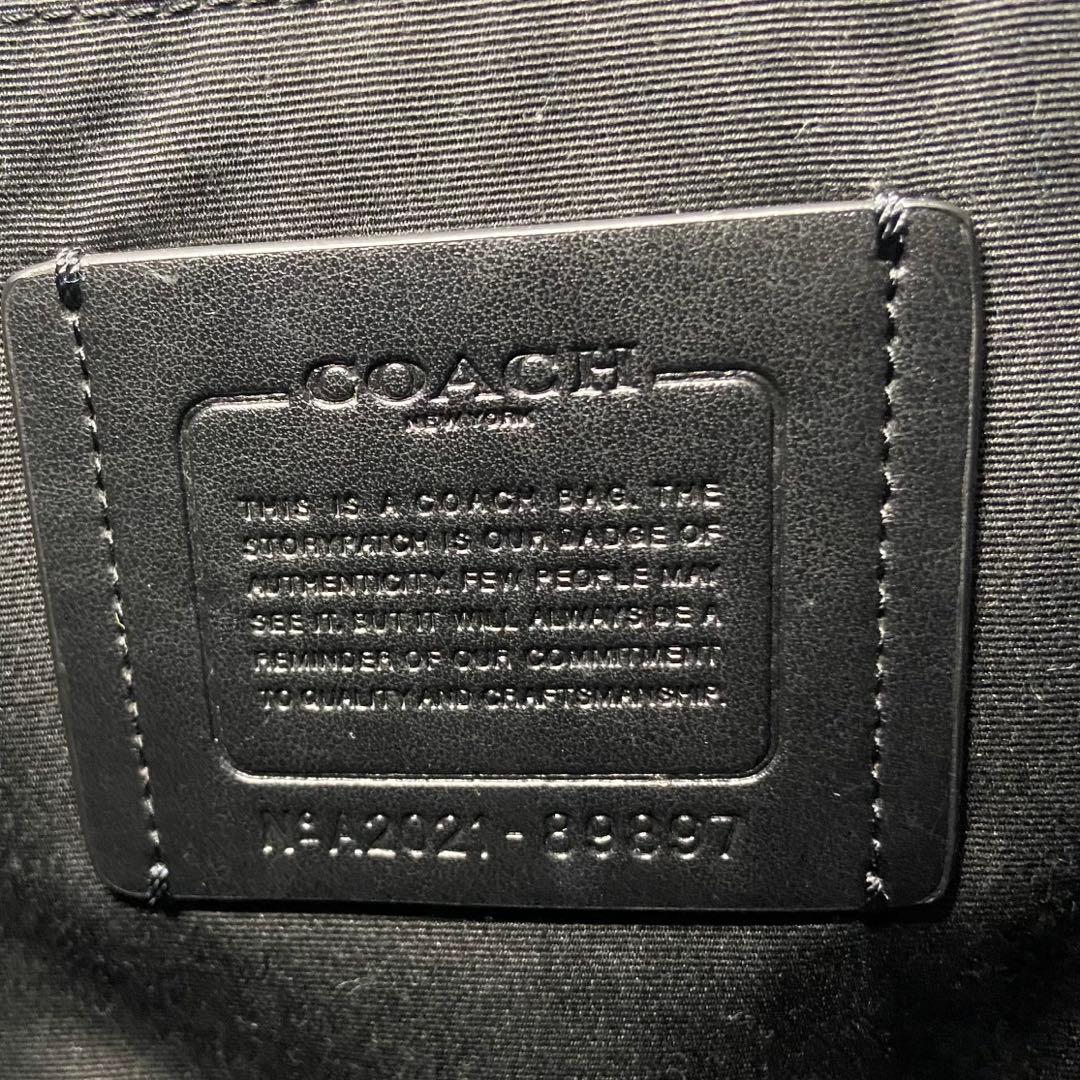 COACH
NEW YORK
THIS IS A COACH BAG. THE
STORYPATCH IS OUR BADGE OF
AUTHENTICITY. FEW PEOPLE MAY
SEE IT. BUT IT WILL ALWAYS BE A
REMINDER OF OUR COMMITMENT
TO QUALITY AND CRAFTSMANSHIP.
Nº A2021-89897